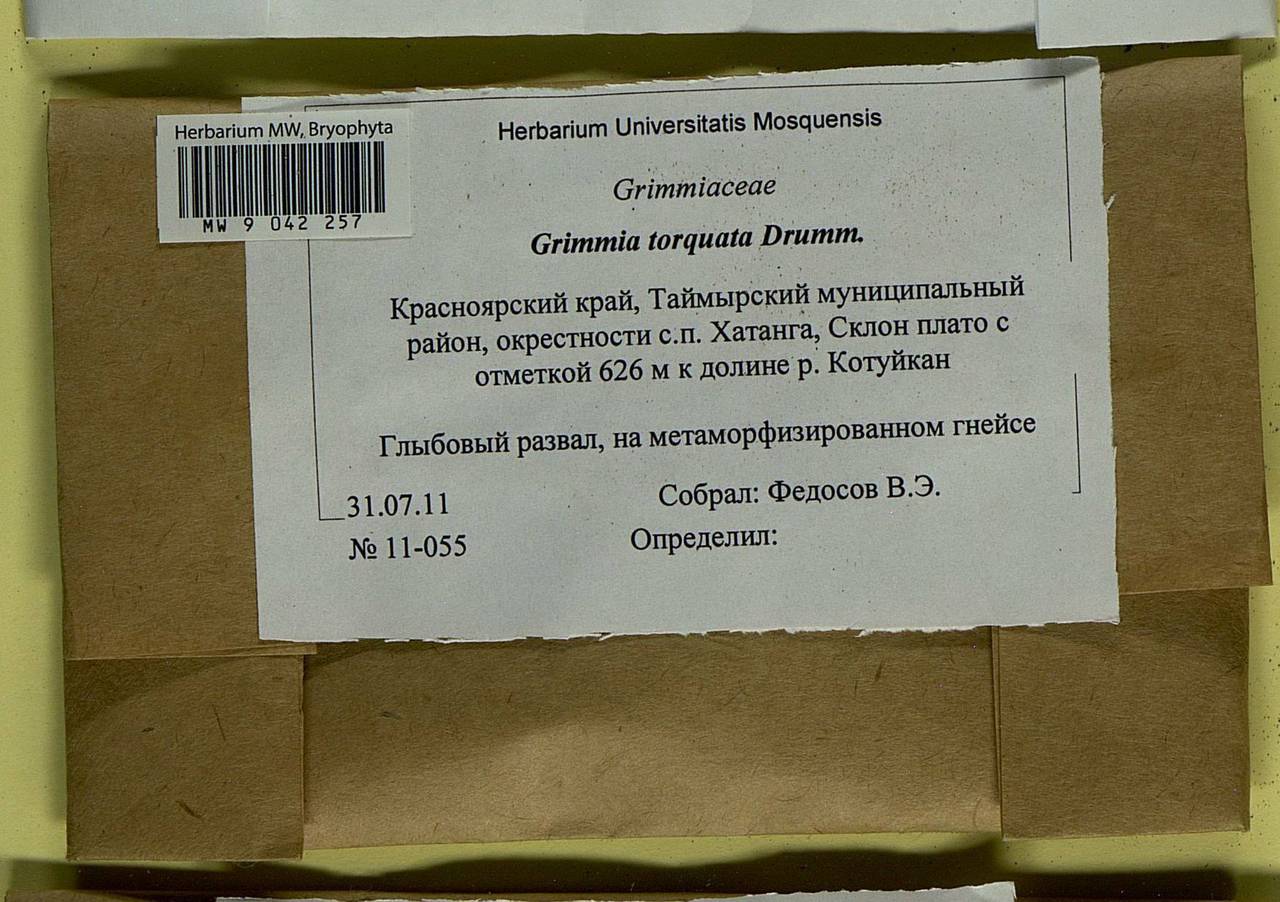 Herbarium MW, Bryophyta
MW 9 042 257
Herbarium Universitatis Mosquensis
Grimmiaceae
Grimmia torquata Drumm.
Красноярский край, Таймырский муниципальный
район, окрестности с.п. Хатанга, Склон плато с
отметкой 626 м к долине р. Котуйкан
Глыбовый развал, на метаморфизированном гнейсе
31.07.11
Собрал: Федосов В.Э.
№ 11-055
Определил: